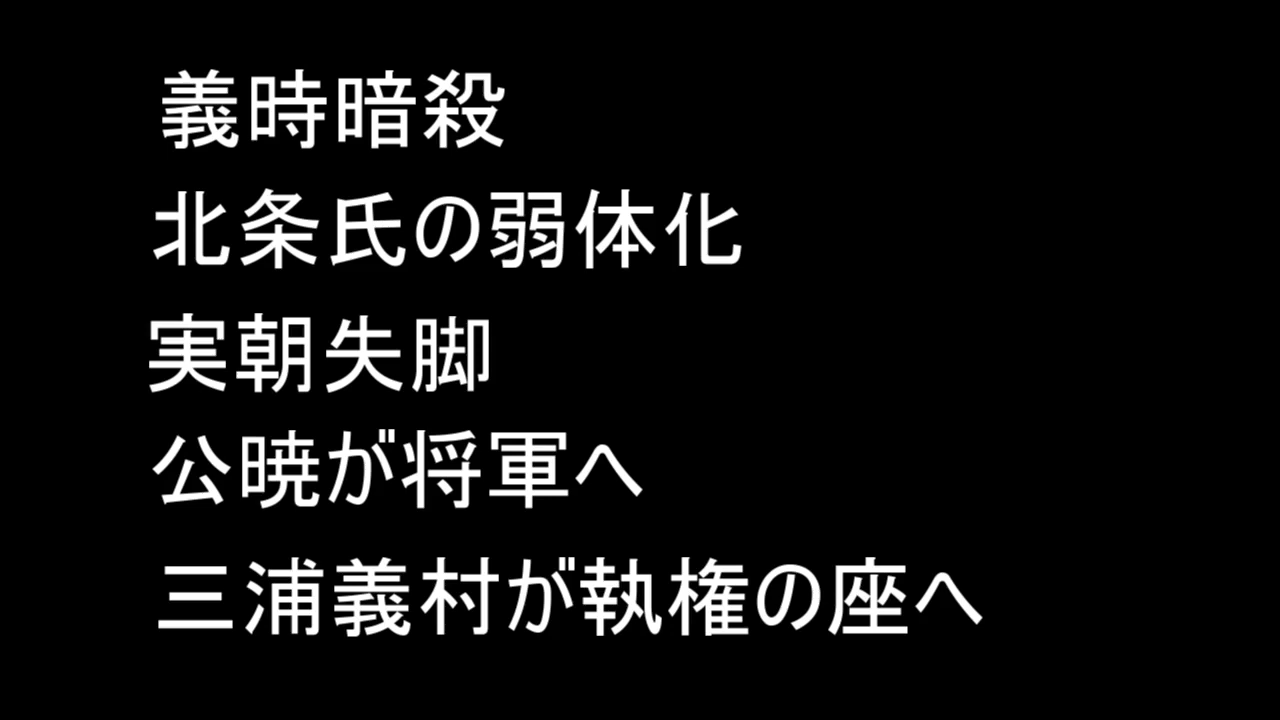 義時暗殺
北条氏の弱体化
実朝失脚
公暁が将軍へ
三浦義村が執権の座へ